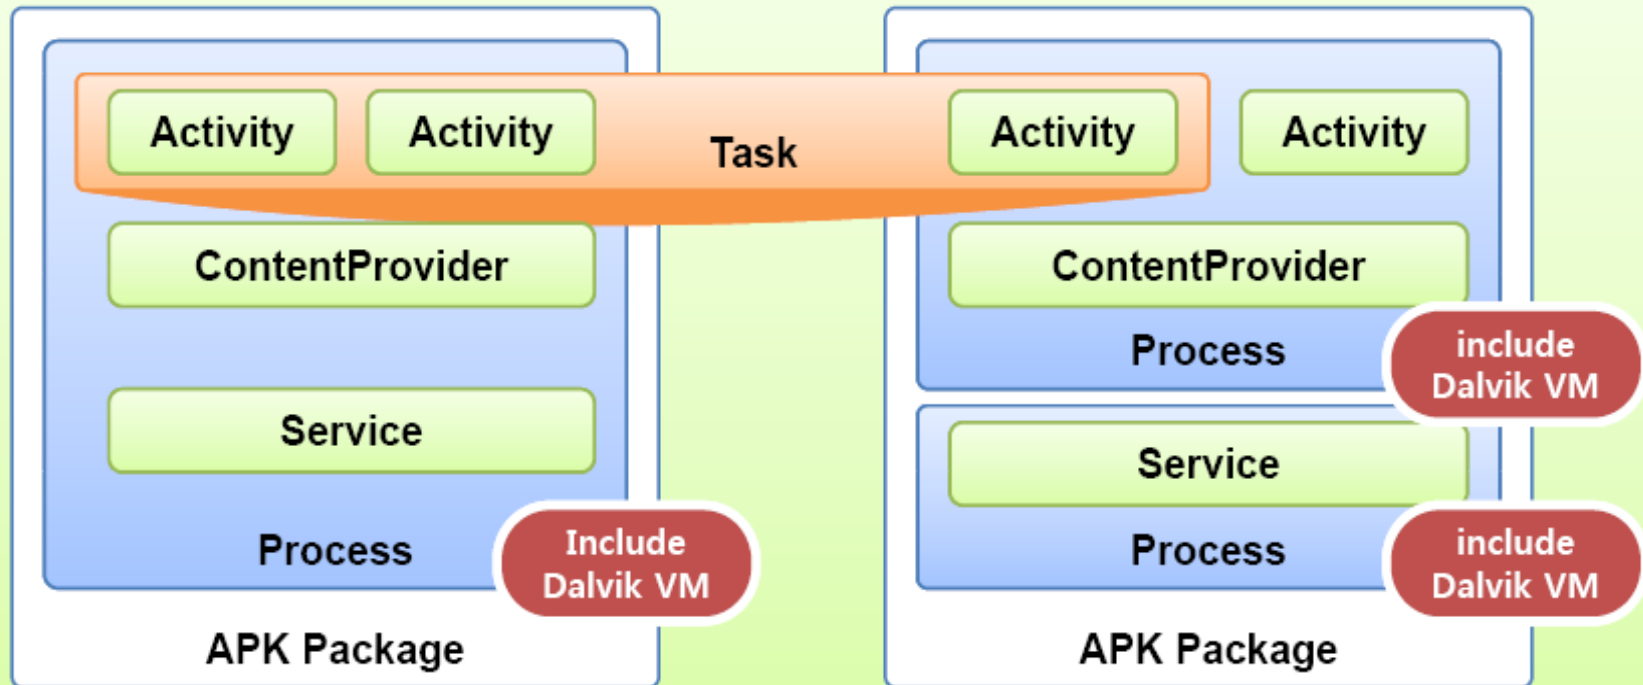 Activity
Activity
Task
Activity
Activity
ContentProvider
ContentProvider
Process
include
Dalvik VM
Service
Service
Process
Include
Dalvik VM
Process
include
Dalvik VM
APK Package
APK Package